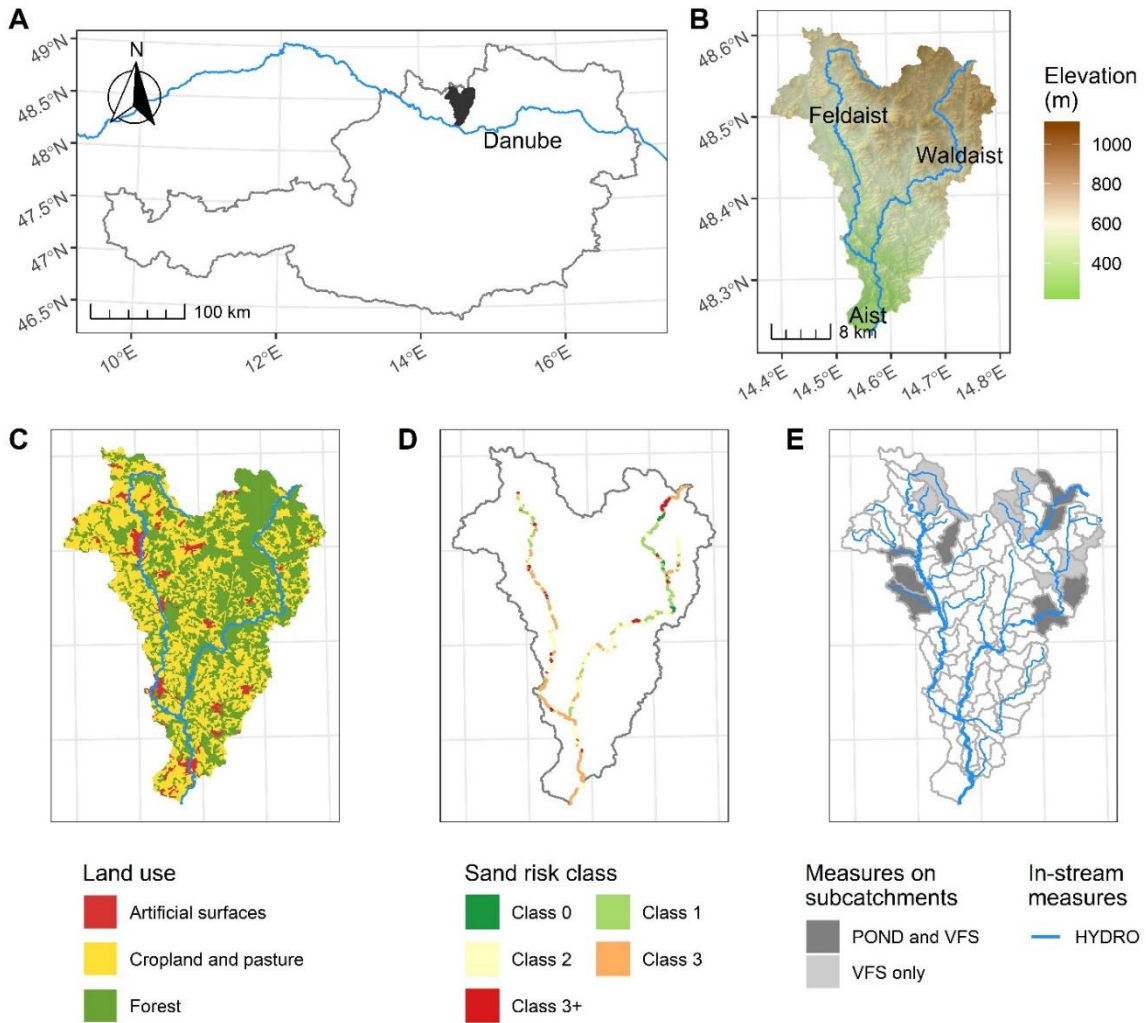 A
N
49°N
48.5°N
48°N
47.5°N
47°N
46.5°N
Danube
100 km
10°E
12°E
14°E
16°E
B
48.6°N
48.5°N
48.4°N
48.3°N
Feldaist
Waldaist
Aist
8 km
14.4°E
14.5°E
14.6°E
14.7°E
14.8°E
Elevation
(m)
1000
800
600
400
C
D
E
Land use
Artificial surfaces
Cropland and pasture
Forest
Sand risk class
Class 0
Class 1
Class 2
Class 3
Class 3+
Measures on
subcatchments
POND and VFS
VFS only
In-stream
measures
HYDRO